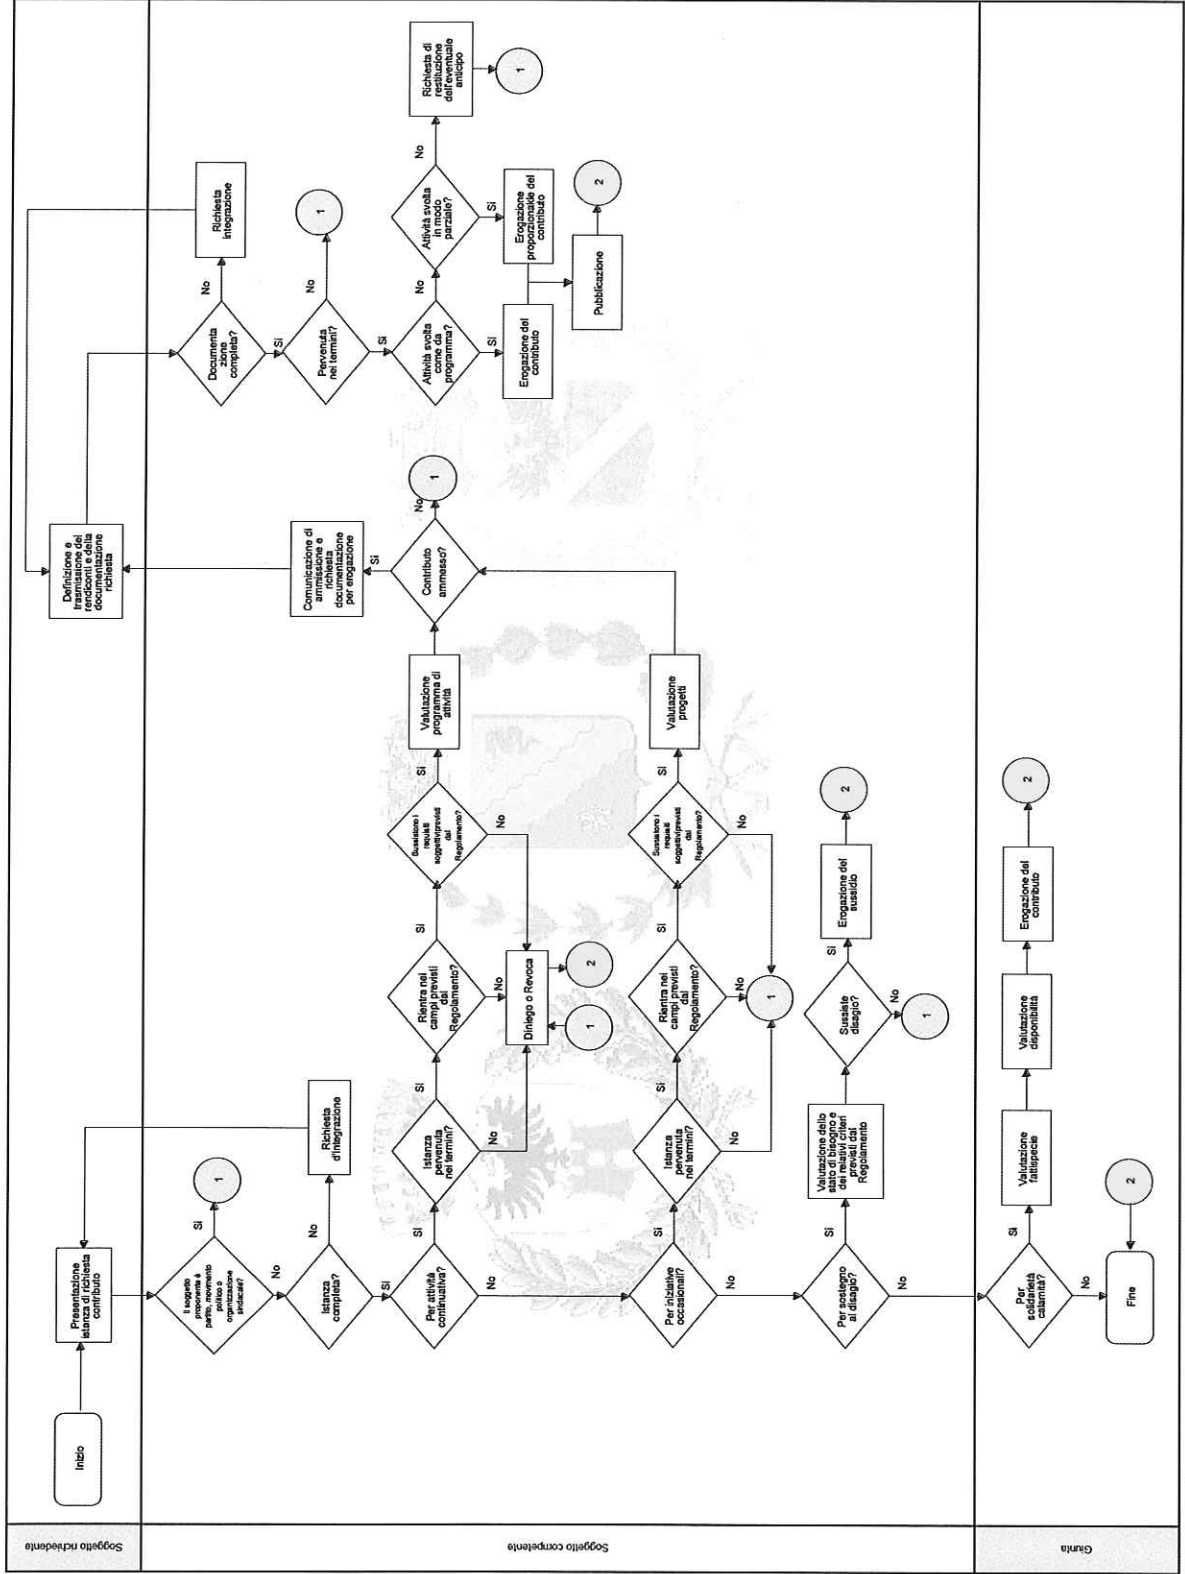 Soggetto richiedente
Inizio
Presentazione
istanza di richiesta
contributo
Definizione e
trasmissione dei
rendiconti e della
documentazione
richiesta
Soggetto competente
Il soggetto
proponente è
partito, movimento
politico o
organizzazione
sindacale?
Si
1
No
Istanza
completa?
No
Richiesta
d'integrazione
Si
Per attività
continuativa?
Si
Istanza
pervenuta
nei termini?
Si
No
Rientra nei
campi previsti
dal
Regolamento?
Si
No
Sussistono i
requisiti
soggettivi previsti
dal
Regolamento?
Si
No
Diniego o Revoca
1
2
Valutazione
programma di
attività
Contributo
ammesso?
No
1
Si
Comunicazione di
ammissione e
richiesta
documentazione
per erogazione
Documenta
zione
completa?
No
Richiesta
integrazione
Si
Pervenuta
nei termini?
No
1
Si
Attività svolta
come da
programma?
No
Attività svolta
in modo
parziale?
No
Richiesta di
restituzione
dell'eventuale
anticipo
1
Si
Erogazione del
contributo
Si
Erogazione
proporzionakle del
contributo
Pubblicazione
2
No
Per iniziative
occasionali?
Si
Istanza
pervenuta
nei termini?
Si
No
Rientra nei
campi previsti
dal
Regolamento?
Si
No
Sussistono i
requisiti
soggettivi previsti
dal
Regolamento?
Si
No
1
Valutazione
progetti
No
Per sostegno
al disagio?
Si
Valutazione dello
stato di bisogno e
dei relativi criteri
previsti dal
Regolamento
Sussiste
disagio?
Si
No
1
Erogazione del
sussidio
2
No
Giunta
Per
solidarietà
calamità?
Si
Valutazione
fattispecie
Valutazione
disponibilità
Erogazione del
contributo
2
No
Fine
2